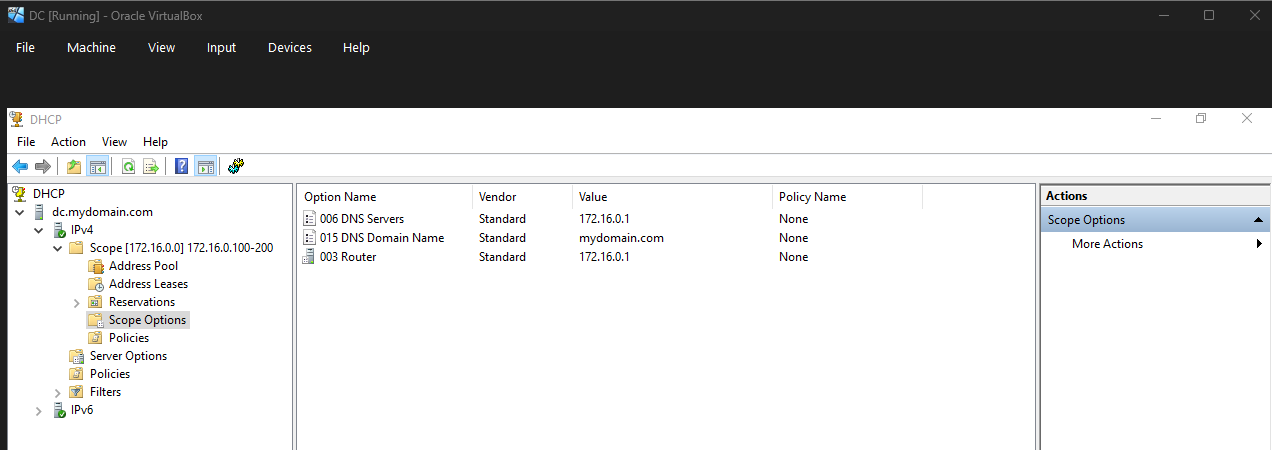 DC [Running] - Oracle VirtualBox
File Machine View Input Devices Help
DHCP
File Action View Help
DHCP
dc.mydomain.com
IPv4
Scope [172.16.0.0] 172.16.0.100-200
Address Pool
Address Leases
Reservations
Scope Options
Policies
Server Options
Policies
Filters
IPv6
Option Name Vendor Value Policy Name
006 DNS Servers Standard 172.16.0.1 None
015 DNS Domain Name Standard mydomain.com None
003 Router Standard 172.16.0.1 None
Actions
Scope Options
More Actions